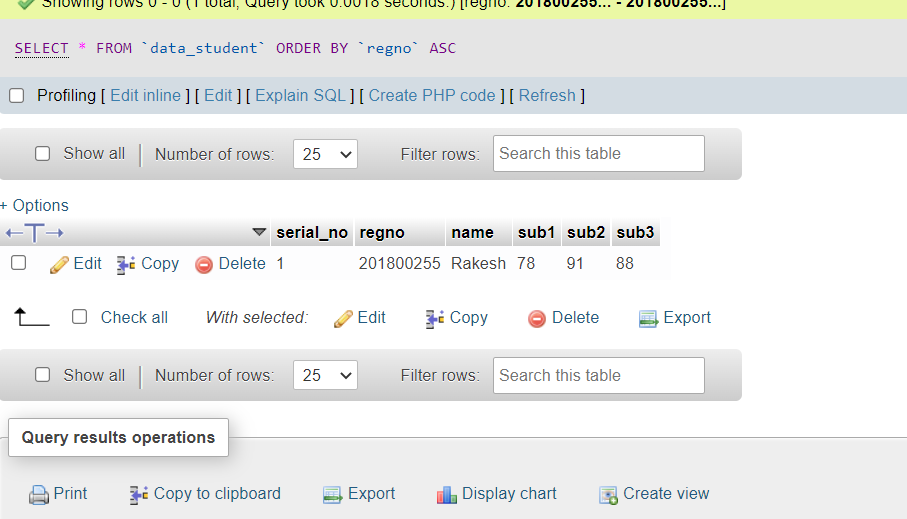 Showing rows 0 - 0 (1 total, Query took 0.0018 seconds.) [regno: 201800255... - 201800255...]
SELECT * FROM `data_student` ORDER BY `regno` ASC
Profiling [ Edit inline ] [ Edit ] [ Explain SQL ] [ Create PHP code ] [ Refresh ]
Show all Number of rows: 25 Filter rows: Search this table
+ Options
serial_no regno name sub1 sub2 sub3
Edit Copy Delete 1 201800255 Rakesh 78 91 88
Check all With selected: Edit Copy Delete Export
Show all Number of rows: 25 Filter rows: Search this table
Query results operations
Print Copy to clipboard Export Display chart Create view